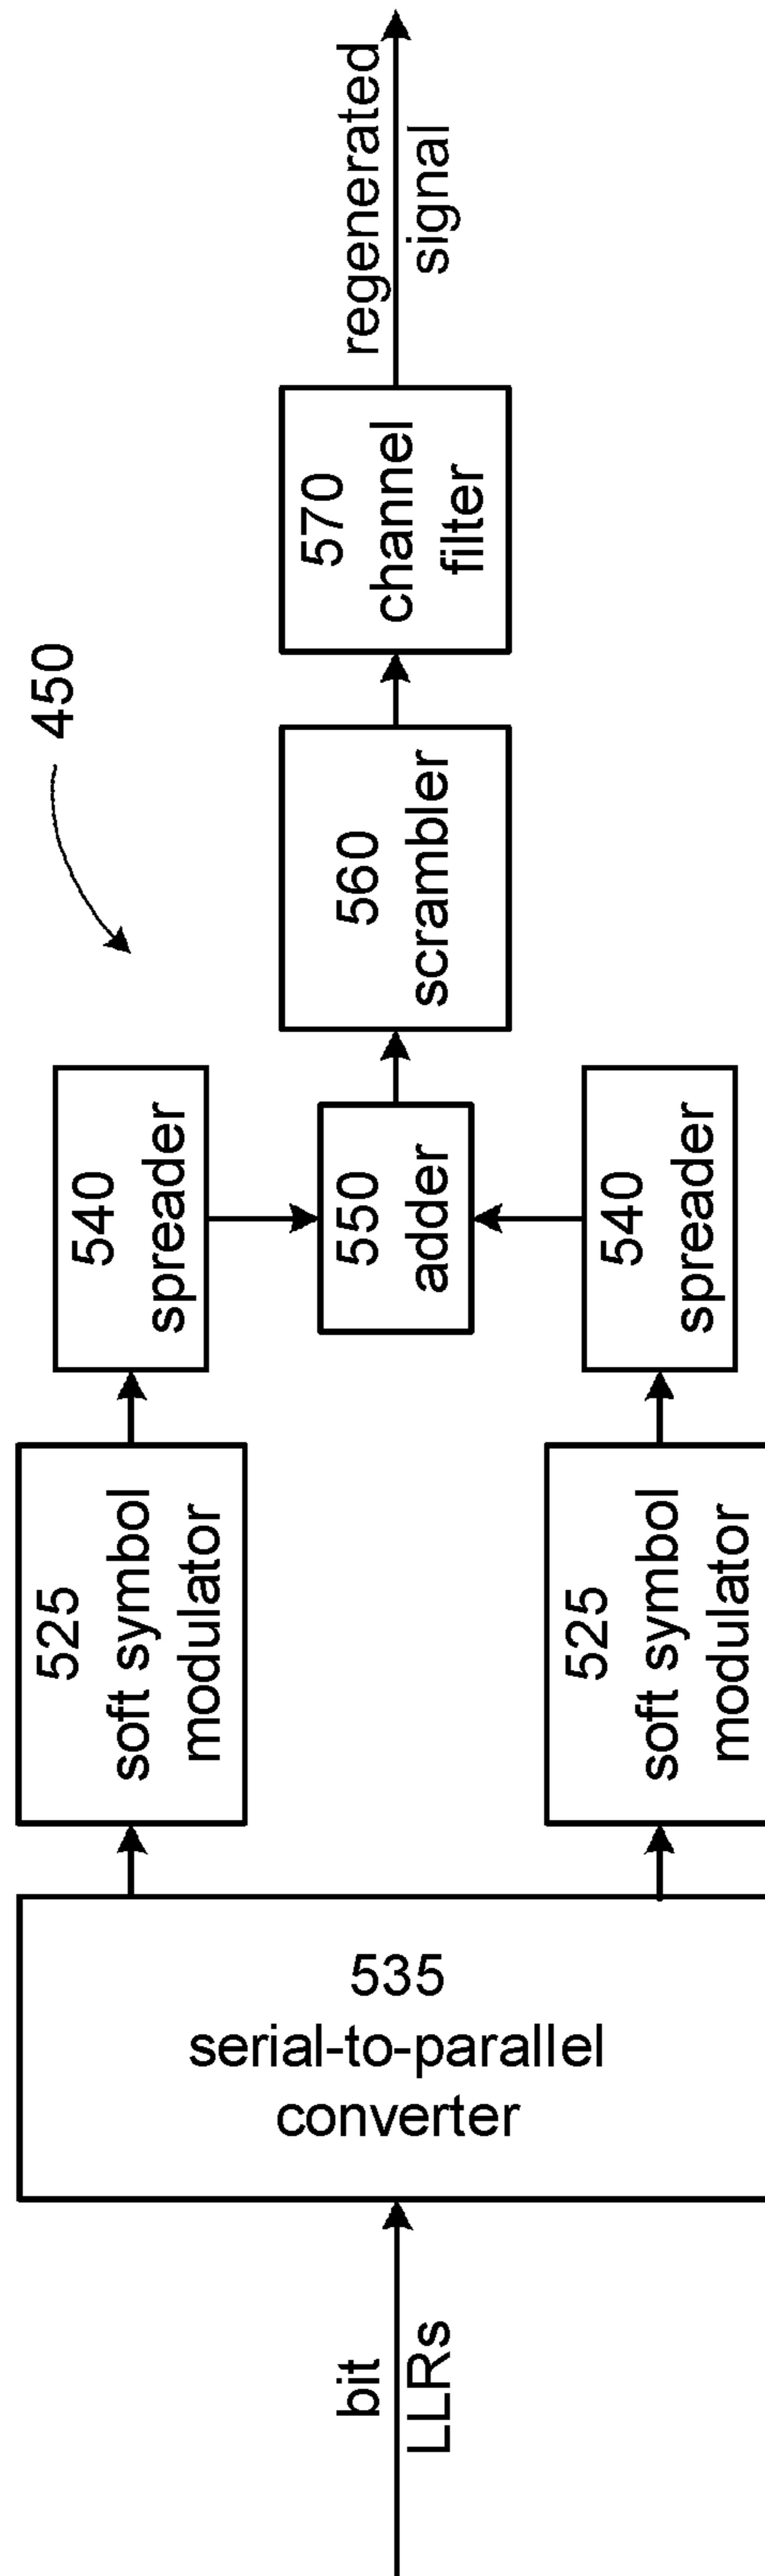 bit
LLRs
535
serial-to-parallel
converter
525
soft symbol
modulator
525
soft symbol
modulator
540
spreader
540
spreader
550
adder
450
560
scrambler
570
channel
filter
regenerated
signal